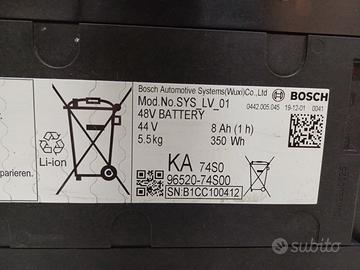 Bosch Automotive Systems(Wuxi)Co.,Ltd
BOSCH
Mod.No.SYS_LV_01
0442.005.045 19-12-01 0041
48V BATTERY
44 V 8 Ah (1 h)
5.5kg 350 Wh
Li-ion
parieren.
KA 74S0
96520-74S00
SN:B1CC100412
subito